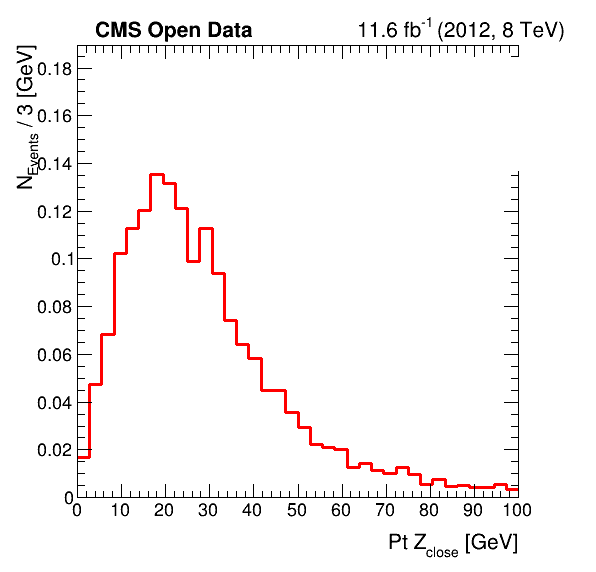 CMS Open Data 11.6 fb-1 (2012, 8 TeV)
NEvents / 3 [GeV]
0.18
0.16
0.14
0.12
0.1
0.08
0.06
0.04
0.02
0
0 10 20 30 40 50 60 70 80 90 100
Pt Zclose [GeV]